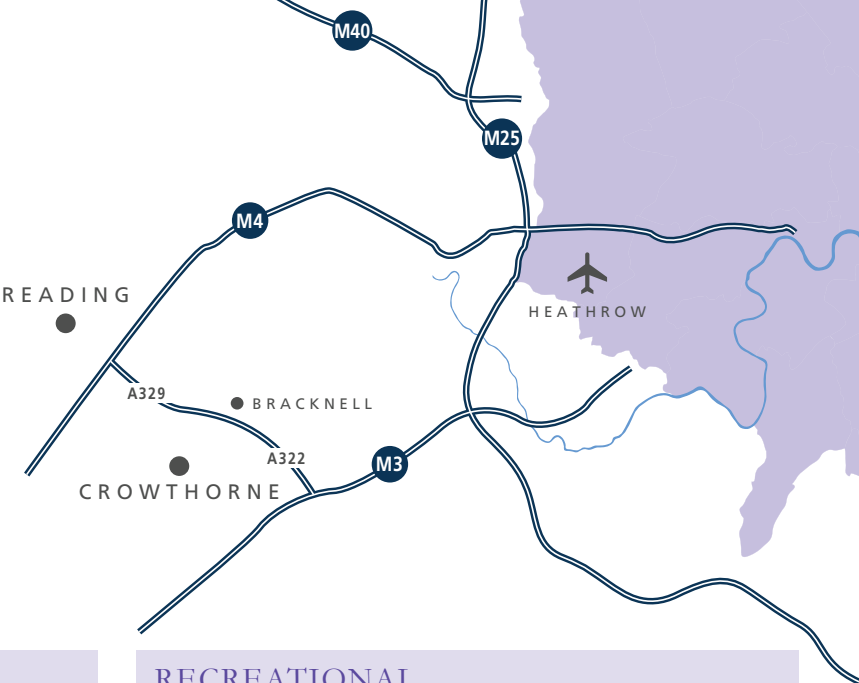 M40
M25
M4
READING
HEATHROW
A329
BRACKNELL
A322
M3
CROWTHORNE
RECREATIONAL